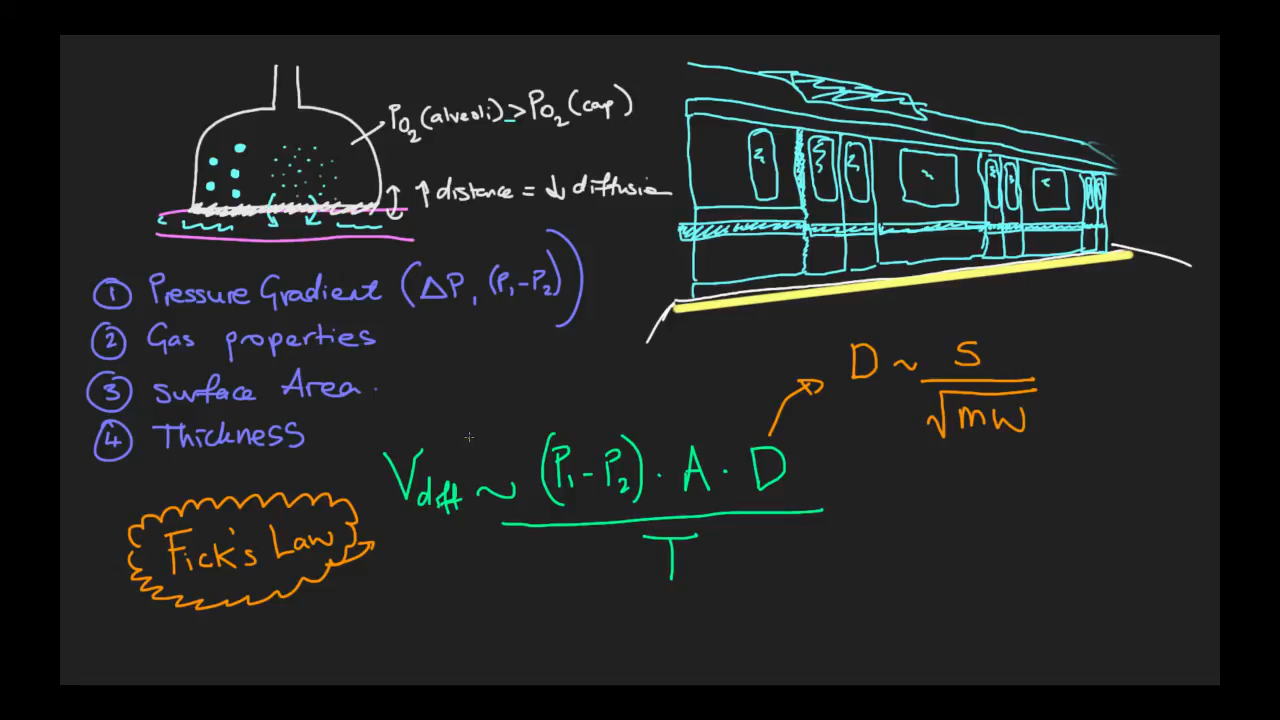 PO₂(alveoli) > PO₂(cap)
↑ distance = ↓ diffusion
① Pressure Gradient (ΔP, (P₁-P₂))
② Gas properties
③ Surface Area.
④ Thickness
D ~ S / √mw
Vdiff ~ (P₁-P₂) · A · D
T
Fick's Law